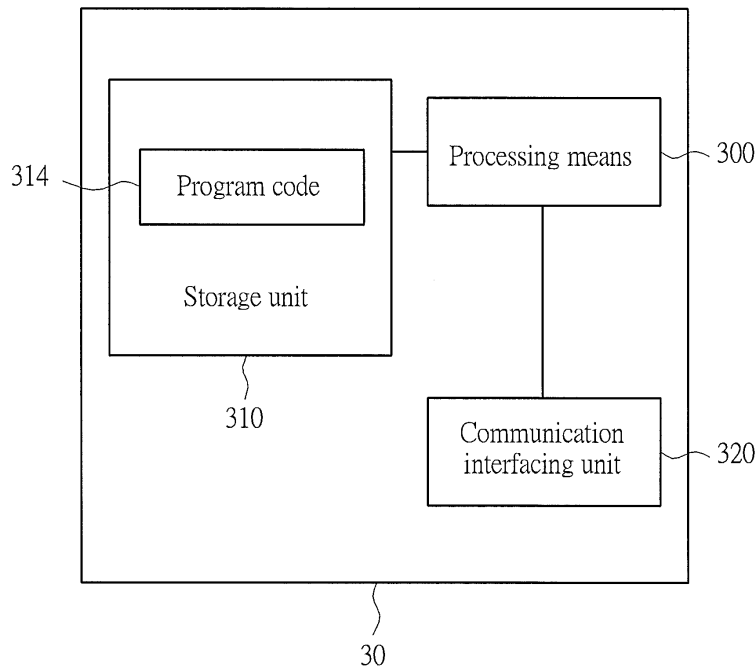 Program code
Storage unit
Processing means
Communication
interfacing unit
314
310
300
320
30